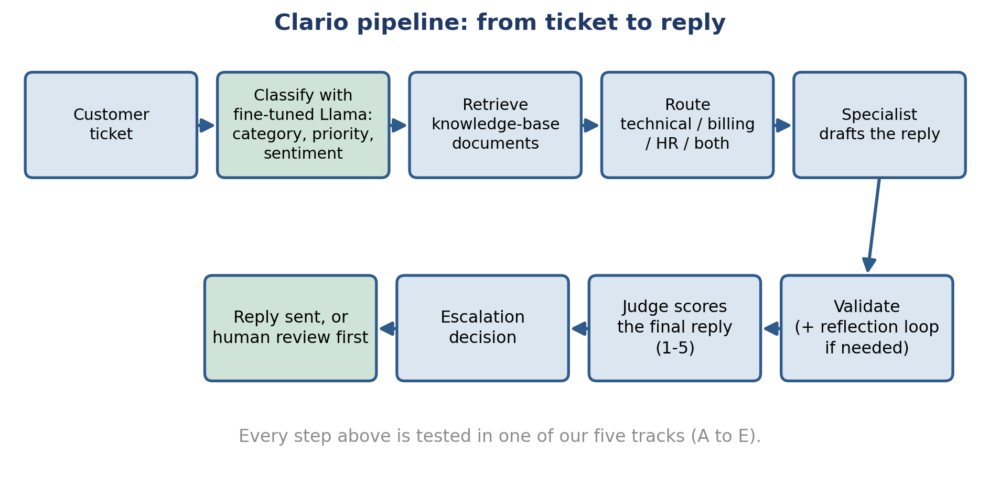 Clario pipeline: from ticket to reply
Customer
ticket
Classify with
fine-tuned Llama:
category, priority,
sentiment
Retrieve
knowledge-base
documents
Route
technical / billing
/ HR / both
Specialist
drafts the reply
Validate
(+ reflection loop
if needed)
Judge scores
the final reply
(1-5)
Escalation
decision
Reply sent, or
human review first
Every step above is tested in one of our five tracks (A to E).